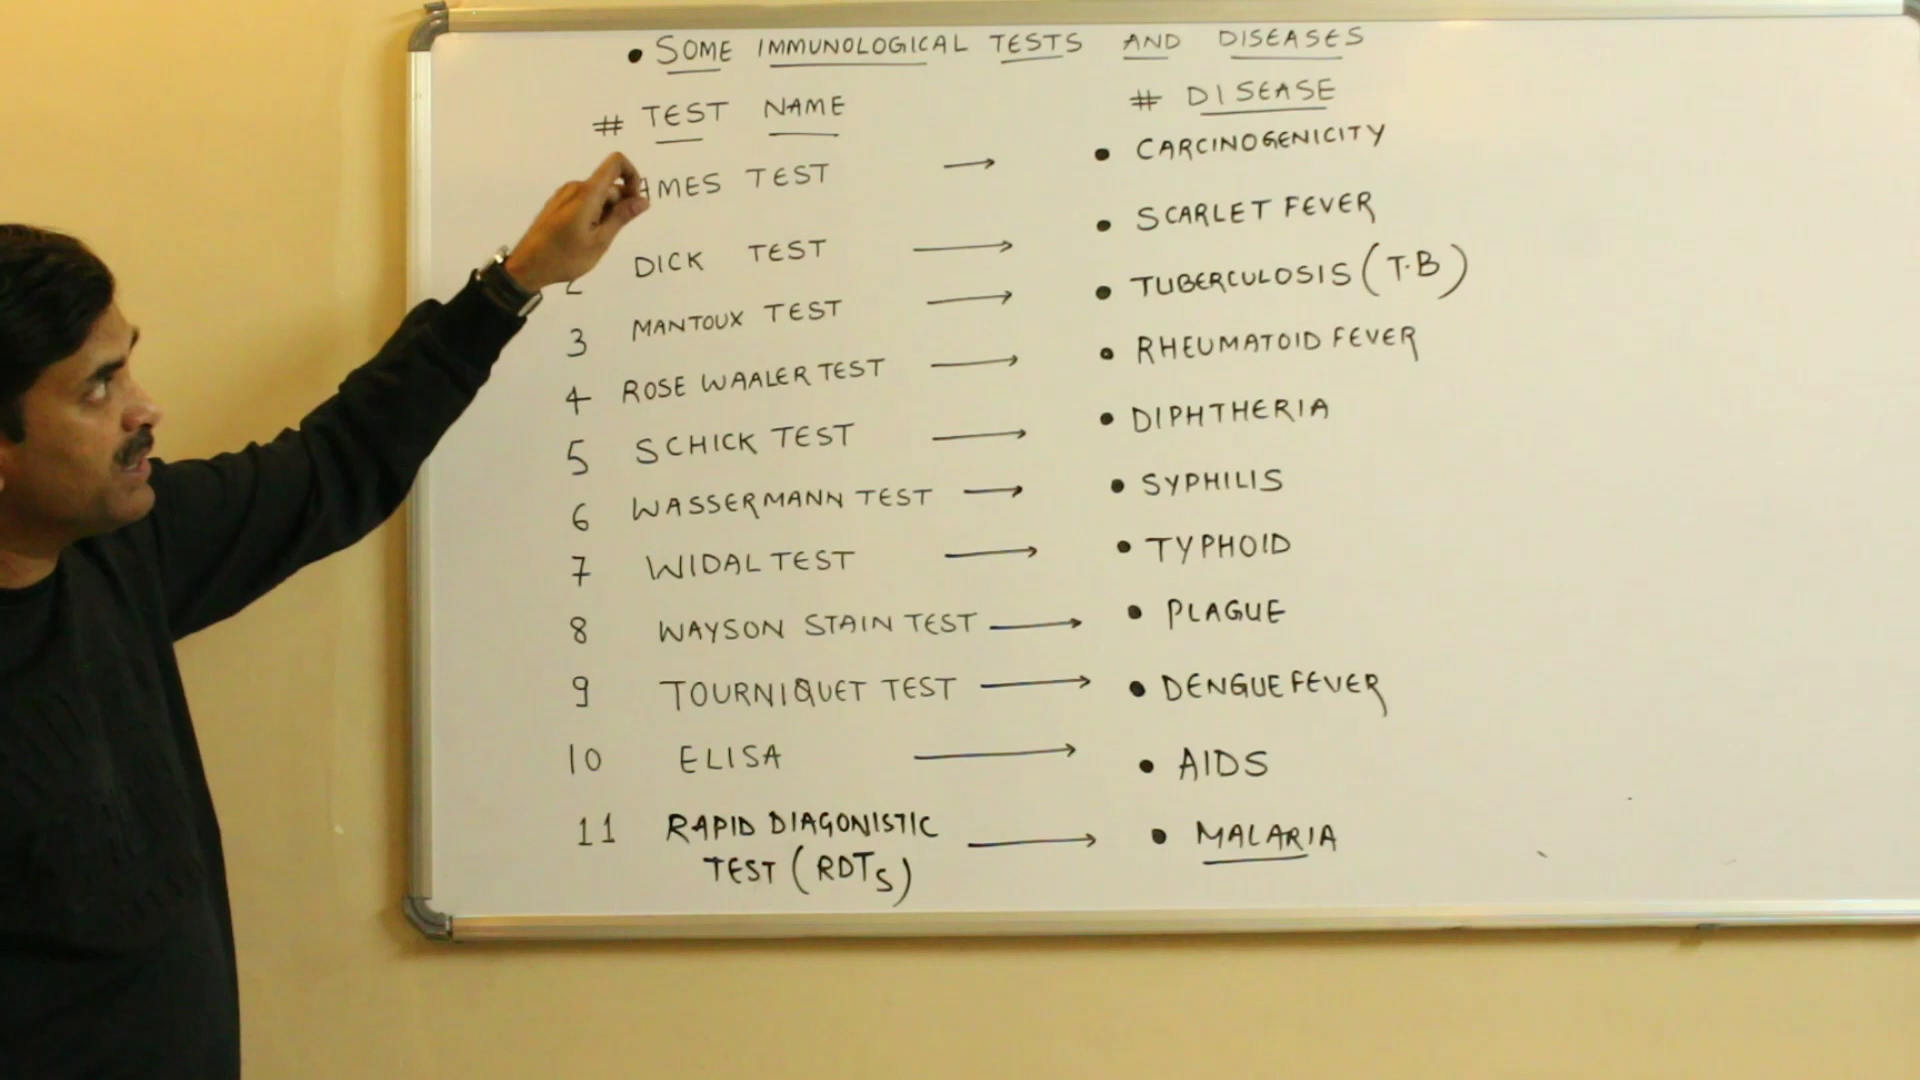 • SOME IMMUNOLOGICAL TESTS AND DISEASES
# TEST NAME # DISEASE
AMES TEST → • CARCINOGENICITY
2 DICK TEST → • SCARLET FEVER
3 MANTOUX TEST → • TUBERCULOSIS (T.B)
4 ROSE WAALER TEST → • RHEUMATOID FEVER
5 SCHICK TEST → • DIPHTHERIA
6 WASSERMANN TEST → • SYPHILIS
7 WIDAL TEST → • TYPHOID
8 WAYSON STAIN TEST → • PLAGUE
9 TOURNIQUET TEST → • DENGUE FEVER
10 ELISA → • AIDS
11 RAPID DIAGONISTIC → • MALARIA
TEST (RDTS)